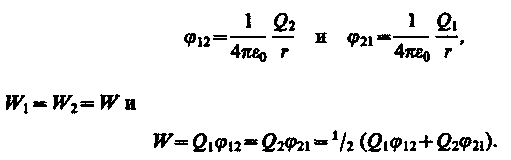 φ₁₂ = 1/(4πε₀) Q₂/r и φ₂₁ = 1/(4πε₀) Q₁/r,
W₁ = W₂ = W и
W = Q₁φ₁₂ = Q₂φ₂₁ = ¹/₂ (Q₁φ₁₂ + Q₂φ₂₁).